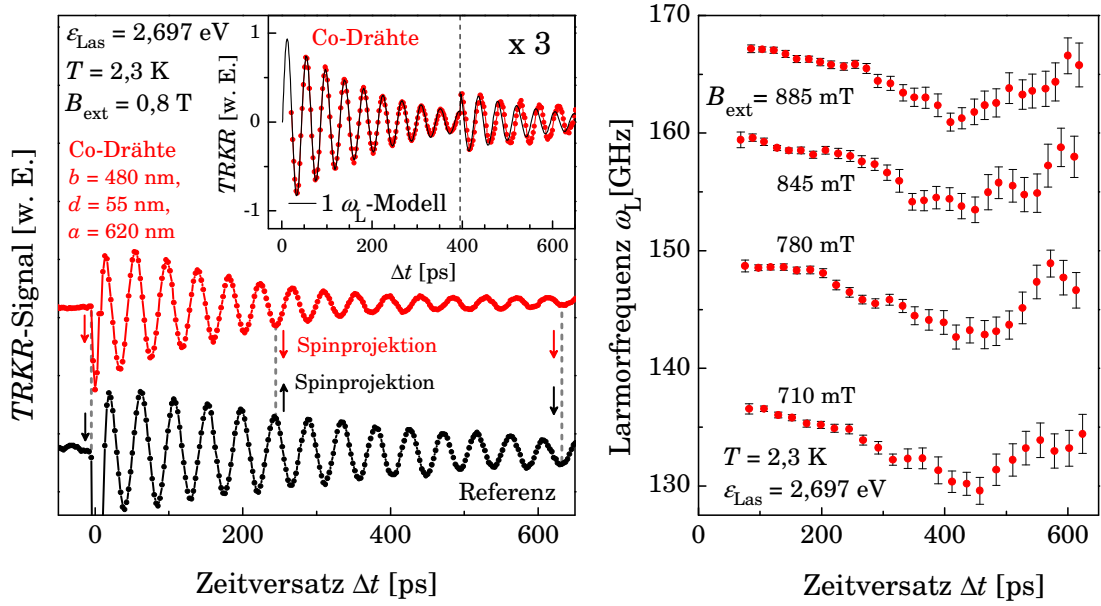 ε_Las = 2,697 eV
T = 2,3 K
B_ext = 0,8 T
Co-Drähte
b = 480 nm,
d = 55 nm,
a = 620 nm
TRKR-Signal [w. E.]
TRKR [w. E.]
1
0
-1
Co-Drähte
x 3
1 ω_L-Modell
0 200 400 600
Δt [ps]
Spinprojektion
Spinprojektion
Referenz
0 200 400 600
Zeitversatz Δt [ps]
Larmorfrequenz ω_L[GHz]
170
160
150
140
130
B_ext = 885 mT
845 mT
780 mT
710 mT
T = 2,3 K
ε_Las = 2,697 eV
0 200 400 600
Zeitversatz Δt [ps]